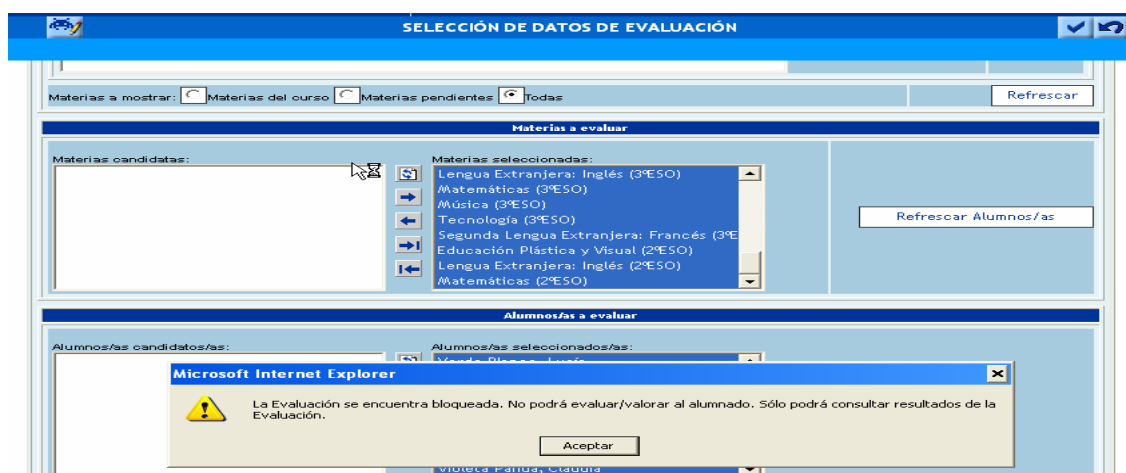 SELECCIÓN DE DATOS DE EVALUACIÓN
Materias a mostrar: Materias del curso Materias pendientes Todas Refrescar
Materias a evaluar
Materias candidatas: Materias seleccionadas:
Lengua Extranjera: Inglés (3ºESO)
Matemáticas (3ºESO)
Música (3ºESO)
Tecnología (3ºESO)
Segunda Lengua Extranjera: Francés (3ºE
Educación Plástica y Visual (2ºESO)
Lengua Extranjera: Inglés (2ºESO)
Matemáticas (2ºESO)
Refrescar Alumnos/as
Alumnos/as a evaluar
Alumnos/as candidatos/as: Alumnos/as seleccionados/as:
Microsoft Internet Explorer
La Evaluación se encuentra bloqueada. No podrá evaluar/valorar al alumnado. Sólo podrá consultar resultados de la
Evaluación.
Aceptar